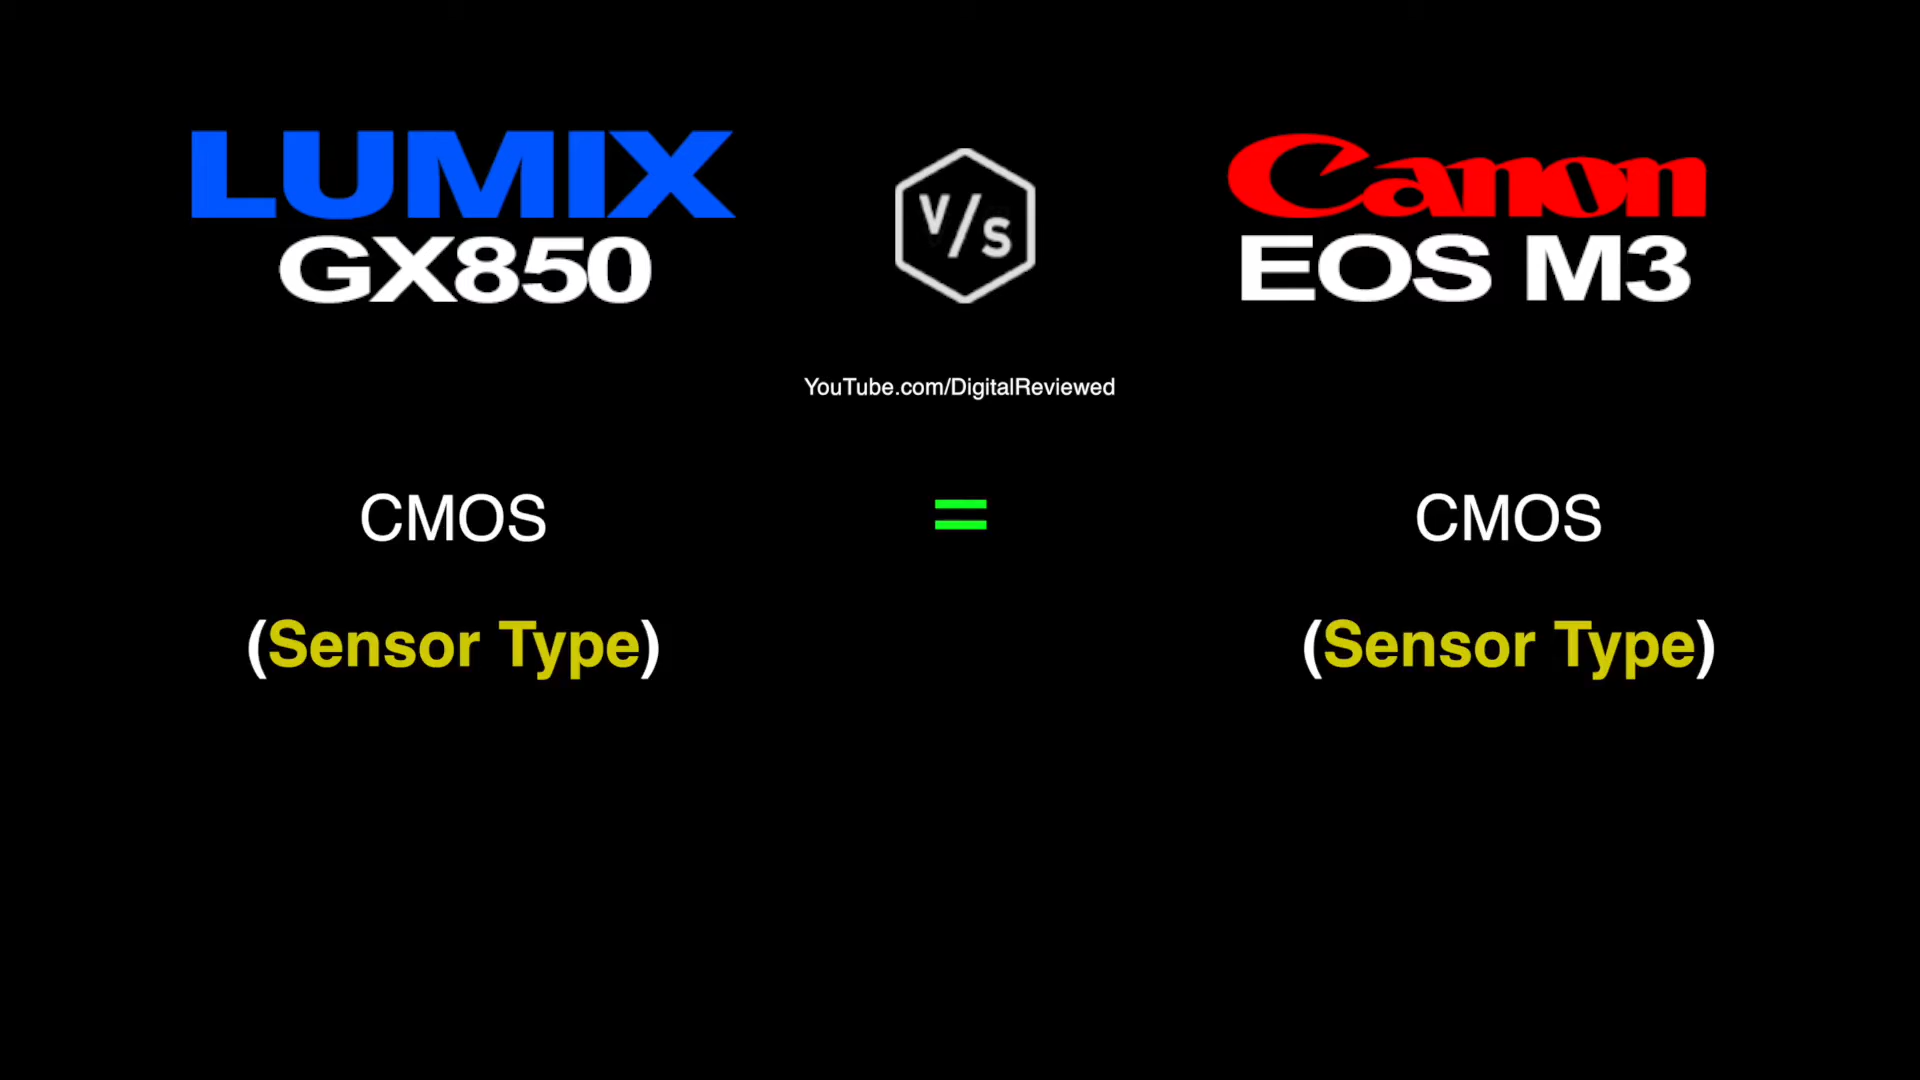 LUMIX
GX850
V/S
Canon
EOS M3
YouTube.com/DigitalReviewed
CMOS
=
CMOS
(Sensor Type)
(Sensor Type)